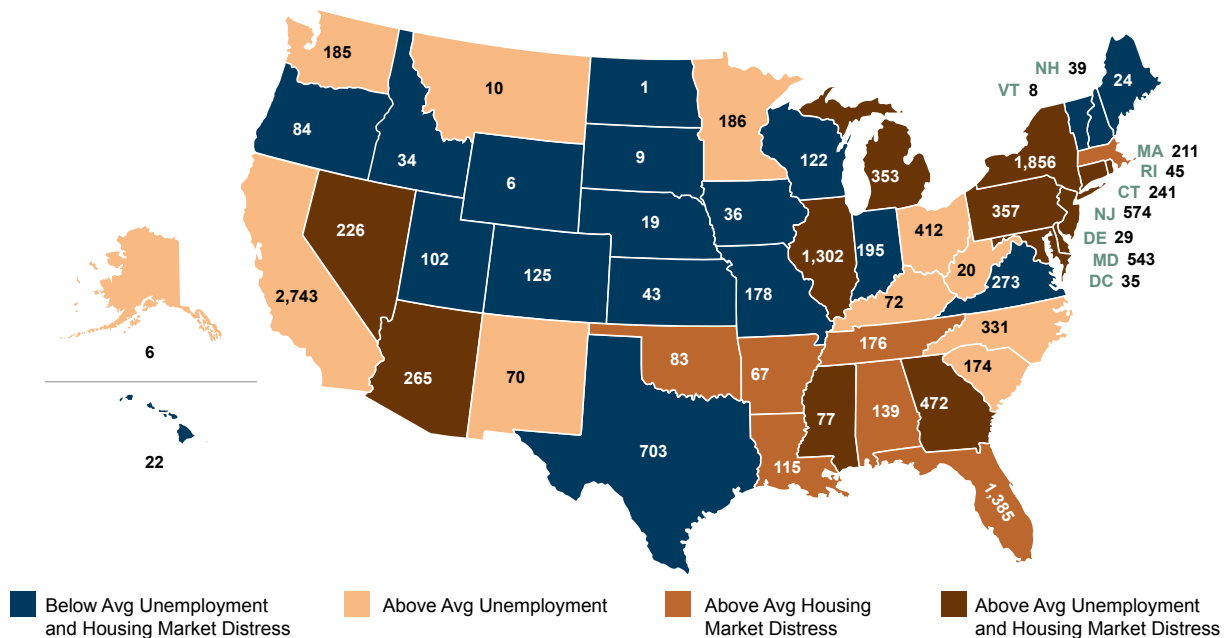 185
10
1
186
NH 39
VT 8
24
84
34
6
9
122
353
1,856
MA 211
RI 45
CT 241
NJ 574
DE 29
MD 543
DC 35
226
102
125
19
36
1,302
195
412
357
20
273
2,743
43
178
72
331
265
70
83
67
176
174
6
703
115
77
139
472
1,385
22
Below Avg Unemployment
and Housing Market Distress
Above Avg Unemployment
Above Avg Housing
Market Distress
Above Avg Unemployment
and Housing Market Distress